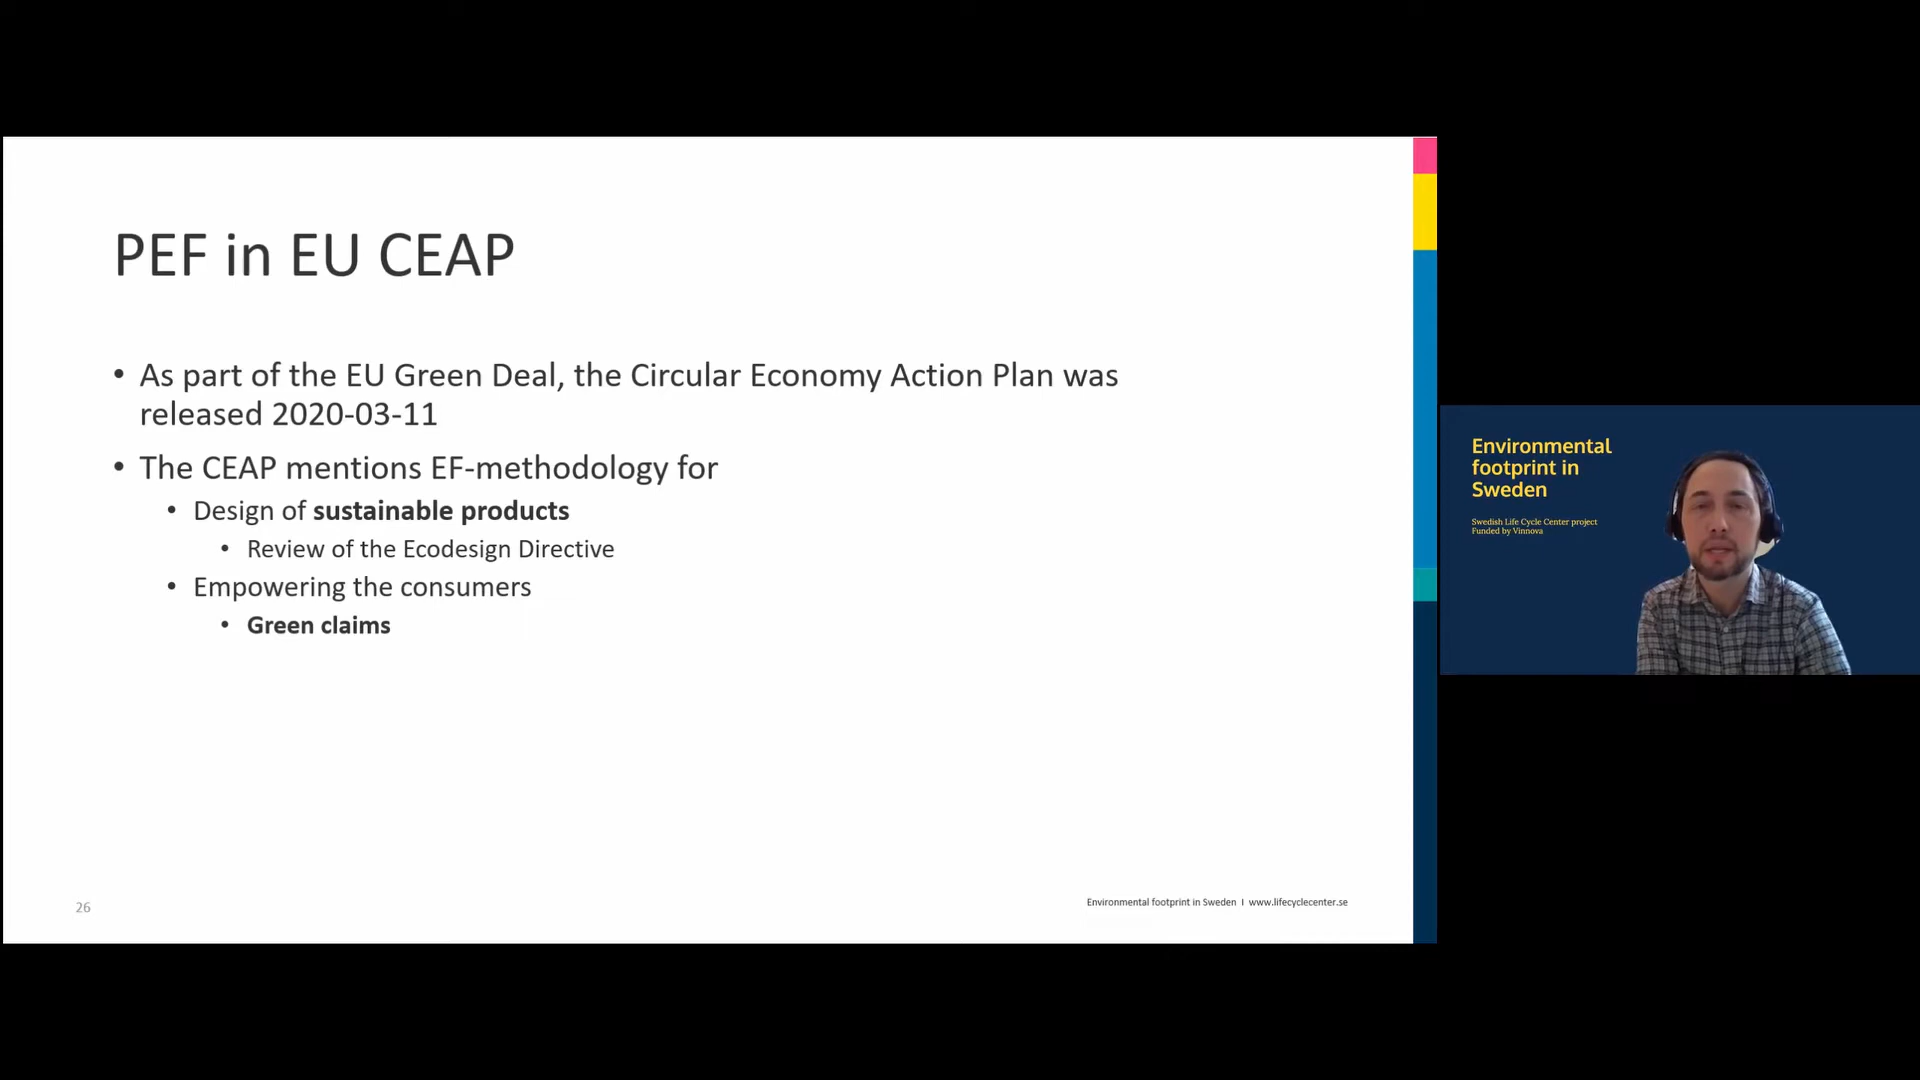 PEF in EU CEAP
• As part of the EU Green Deal, the Circular Economy Action Plan was
released 2020-03-11
• The CEAP mentions EF-methodology for
• Design of sustainable products
• Review of the Ecodesign Directive
• Empowering the consumers
• Green claims
26
Environmental footprint in Sweden I www.lifecyclecenter.se
Environmental
footprint in
Sweden
Swedish Life Cycle Center project
Funded by Vinnova